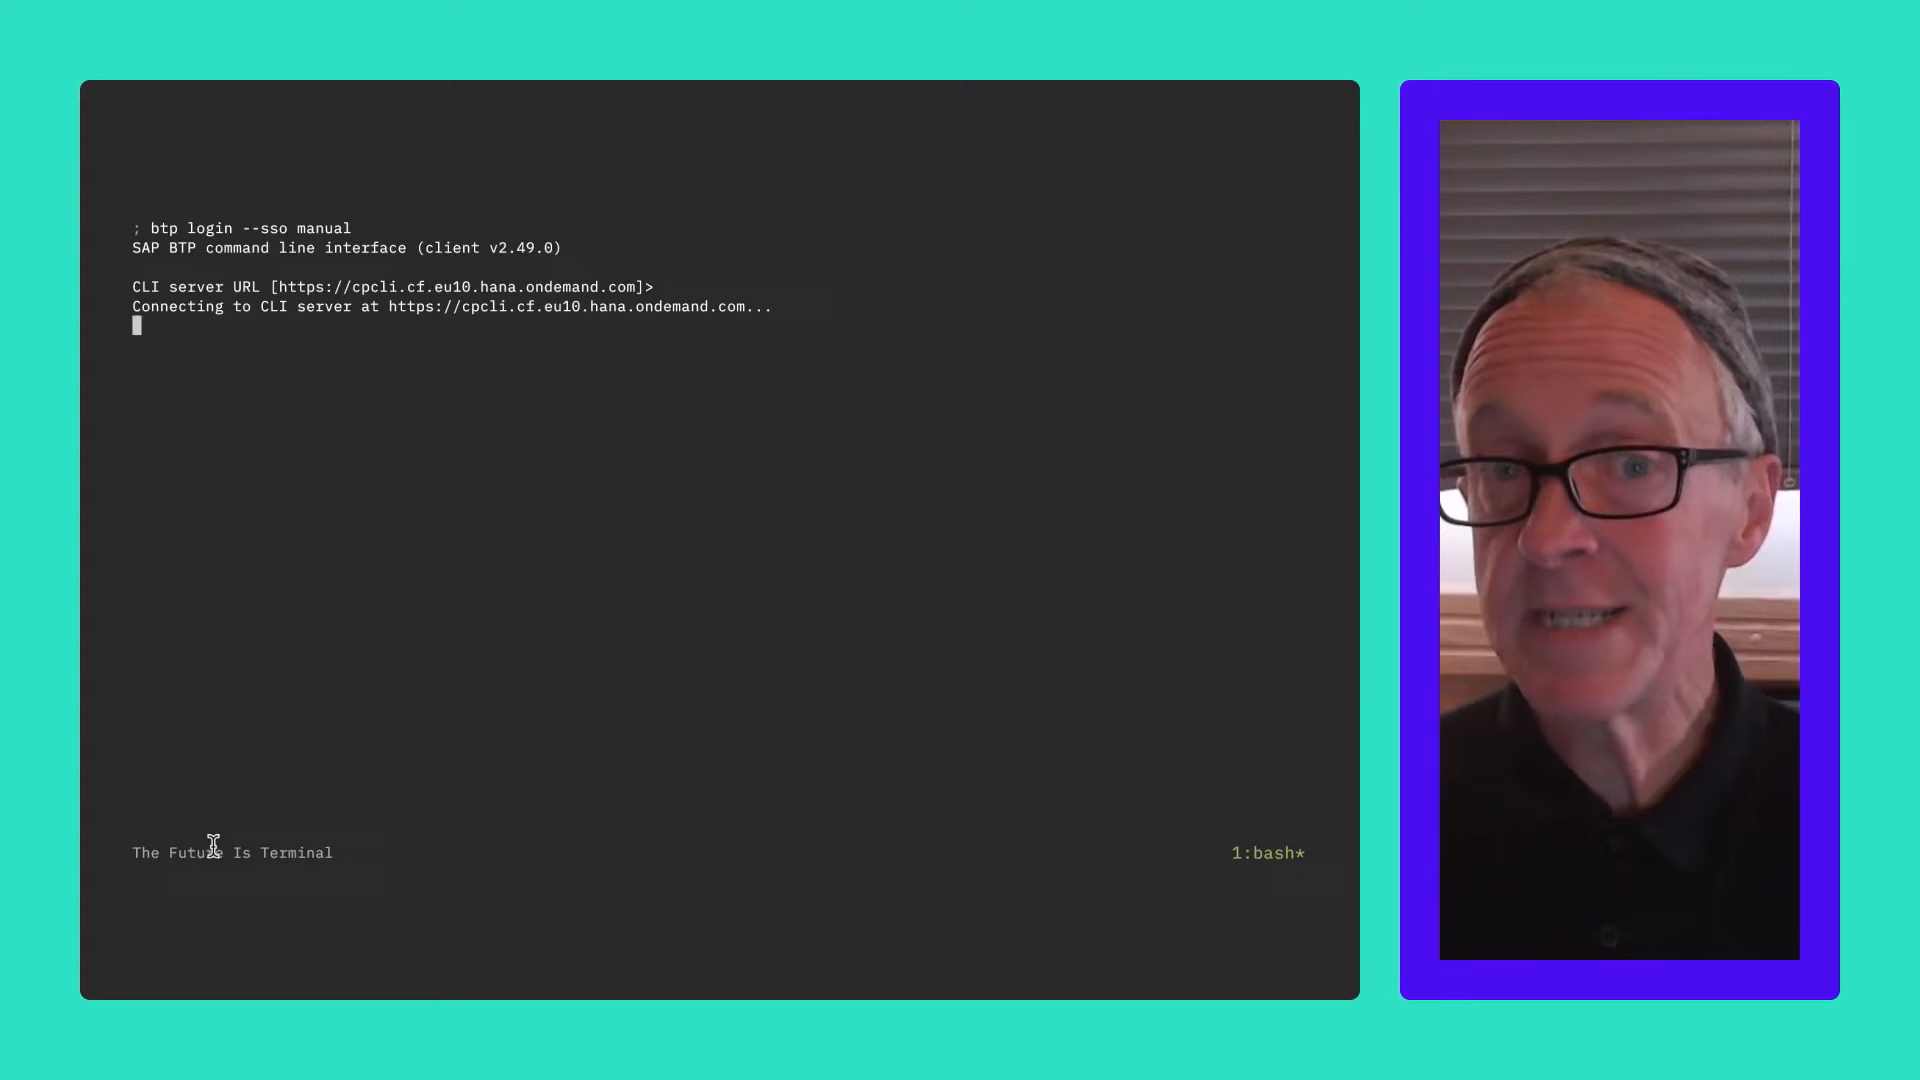 ; btp login --sso manual
SAP BTP command line interface (client v2.49.0)
CLI server URL [https://cpcli.cf.eu10.hana.ondemand.com]>
Connecting to CLI server at https://cpcli.cf.eu10.hana.ondemand.com...
The Future Is Terminal
1:bash*